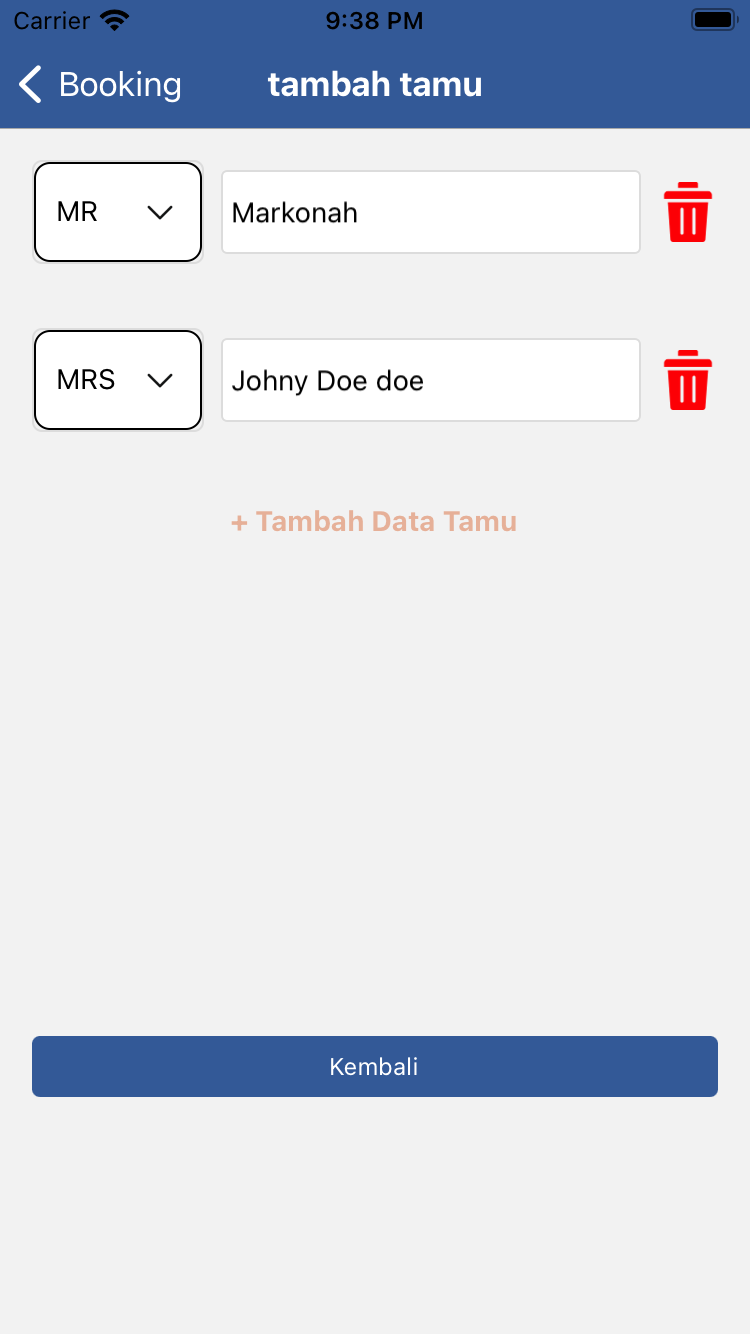 Carrier 9:38 PM
Booking tambah tamu
MR Markonah
MRS Johny Doe doe
+ Tambah Data Tamu
Kembali